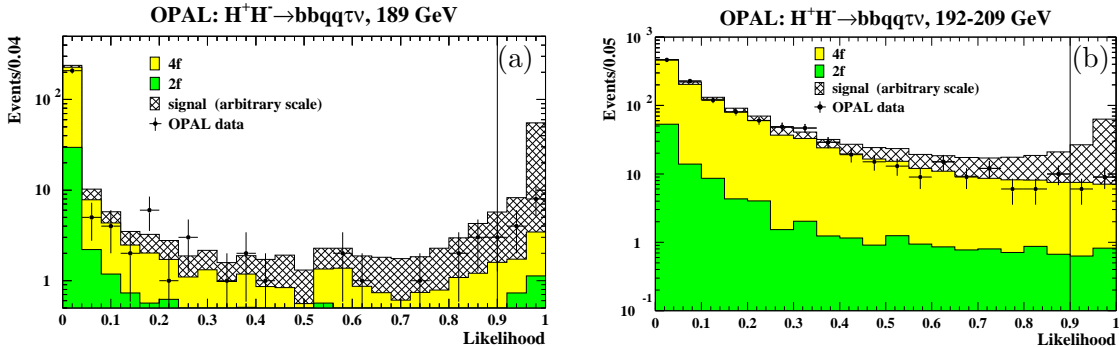 OPAL: H⁺H⁻→bbqqτν, 189 GeV
Events/0.04
(a)
4f
2f
signal (arbitrary scale)
OPAL data
10²
10
1
0 0.1 0.2 0.3 0.4 0.5 0.6 0.7 0.8 0.9 1
Likelihood
OPAL: H⁺H⁻→bbqqτν, 192-209 GeV
Events/0.05
(b)
4f
2f
signal (arbitrary scale)
OPAL data
10³
10²
10
1
10⁻¹
0 0.1 0.2 0.3 0.4 0.5 0.6 0.7 0.8 0.9 1
Likelihood